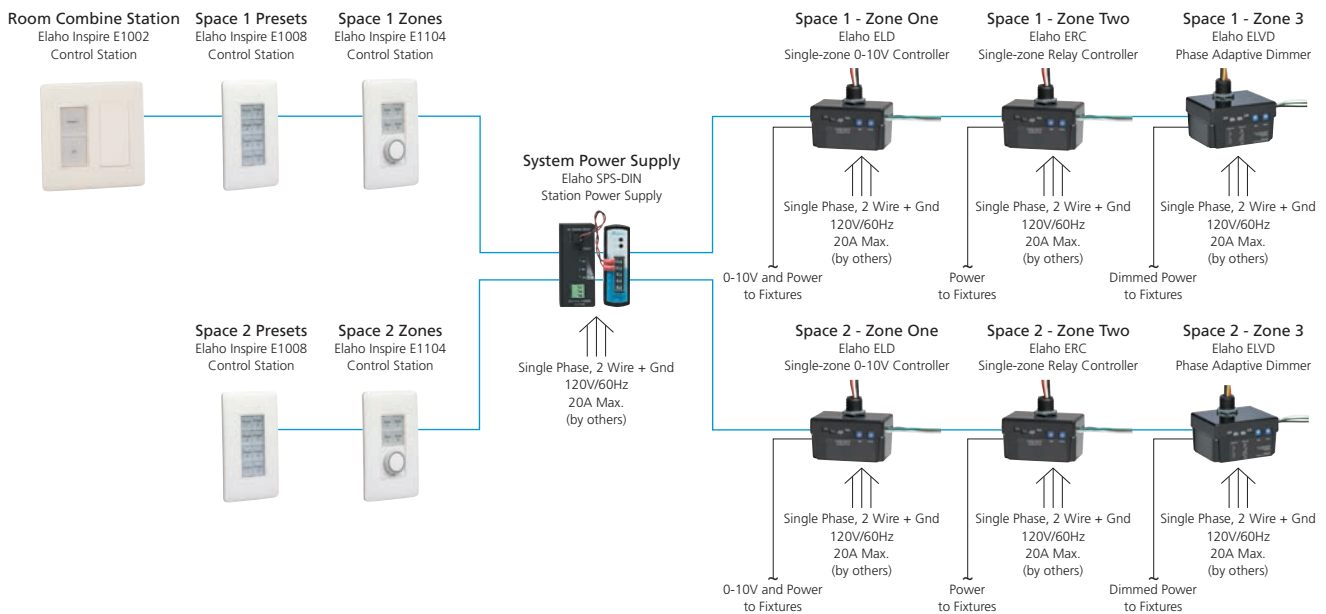 Room Combine Station
Elaho Inspire E1002
Control Station
Space 1 Presets
Elaho Inspire E1008
Control Station
Space 1 Zones
Elaho Inspire E1104
Control Station
System Power Supply
Elaho SPS-DIN
Station Power Supply
Single Phase, 2 Wire + Gnd
120V/60Hz
20A Max.
(by others)
Space 1 - Zone One
Elaho ELD
Single-zone 0-10V Controller
Single Phase, 2 Wire + Gnd
120V/60Hz
20A Max.
(by others)
0-10V and Power
to Fixtures
Space 1 - Zone Two
Elaho ERC
Single-zone Relay Controller
Single Phase, 2 Wire + Gnd
120V/60Hz
20A Max.
(by others)
Power
to Fixtures
Space 1 - Zone 3
Elaho ELVD
Phase Adaptive Dimmer
Single Phase, 2 Wire + Gnd
120V/60Hz
20A Max.
(by others)
Dimmed Power
to Fixtures
Space 2 Presets
Elaho Inspire E1008
Control Station
Space 2 Zones
Elaho Inspire E1104
Control Station
Space 2 - Zone One
Elaho ELD
Single-zone 0-10V Controller
Single Phase, 2 Wire + Gnd
120V/60Hz
20A Max.
(by others)
0-10V and Power
to Fixtures
Space 2 - Zone Two
Elaho ERC
Single-zone Relay Controller
Single Phase, 2 Wire + Gnd
120V/60Hz
20A Max.
(by others)
Power
to Fixtures
Space 2 - Zone 3
Elaho ELVD
Phase Adaptive Dimmer
Single Phase, 2 Wire + Gnd
120V/60Hz
20A Max.
(by others)
Dimmed Power
to Fixtures